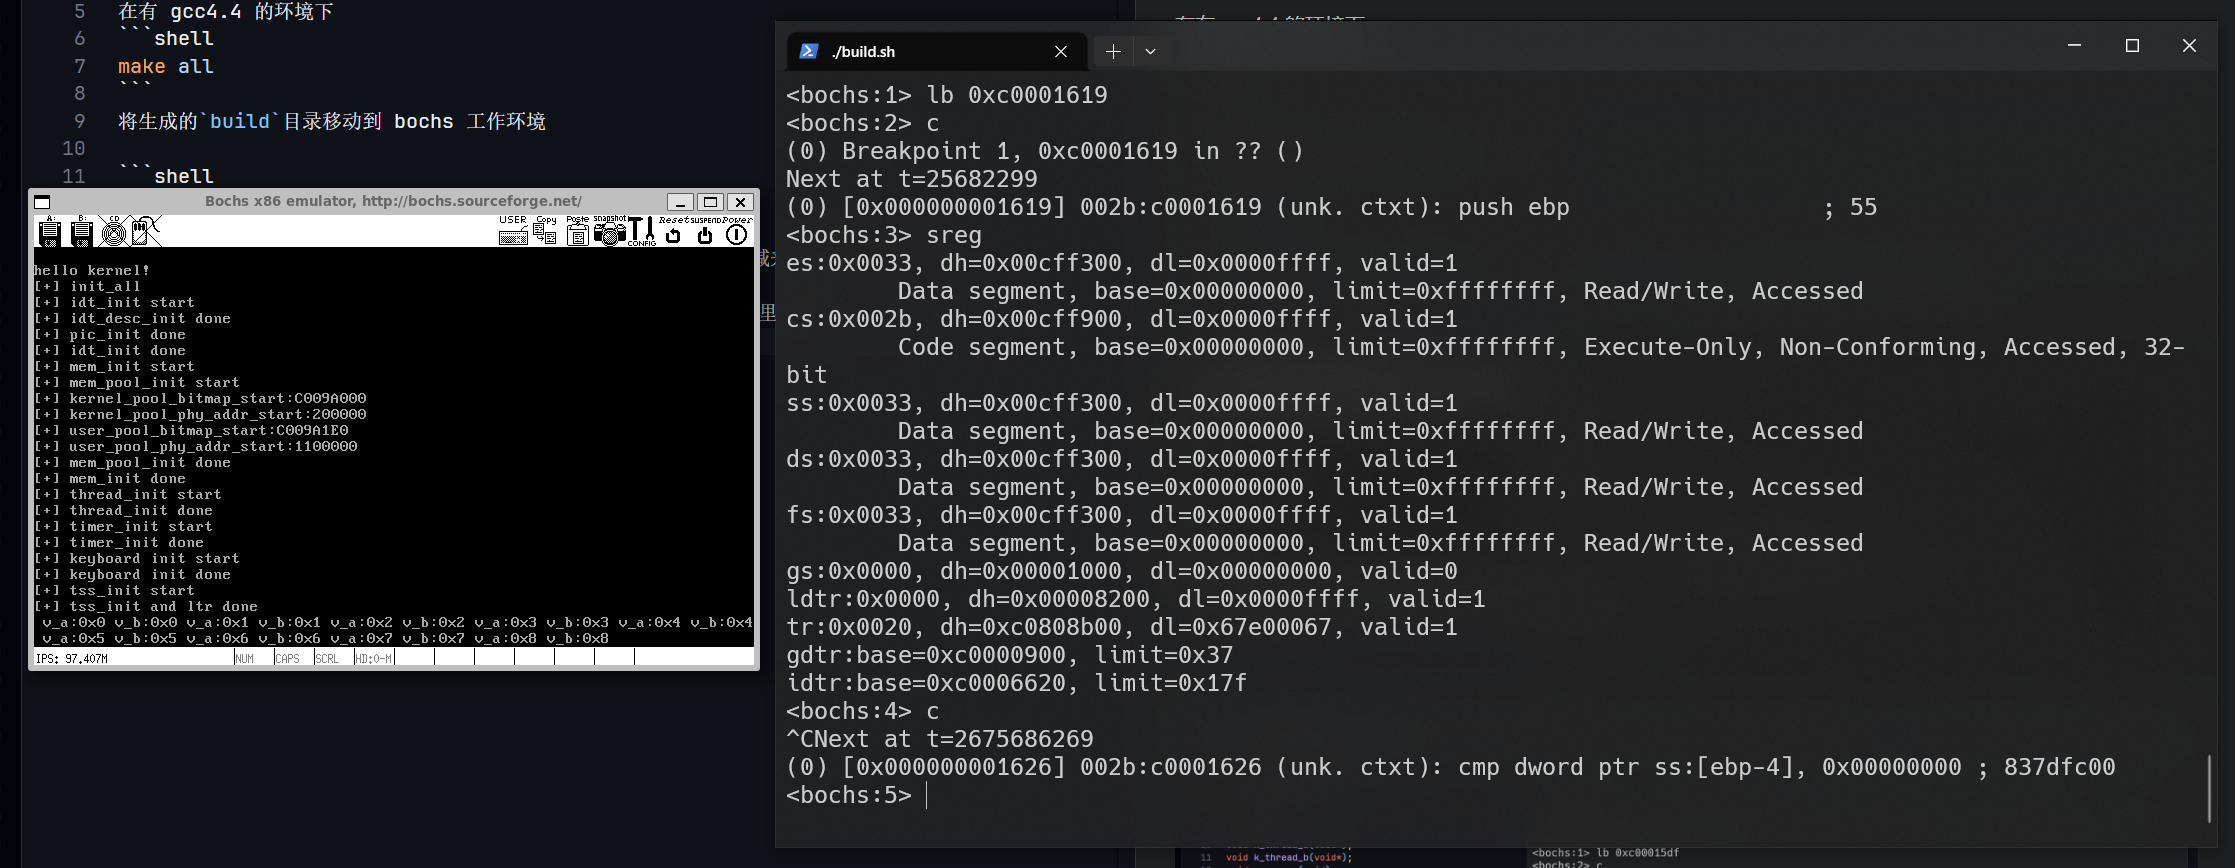 5 在有 gcc4.4 的环境下
6 ```shell
7 make all
8 ```
9 将生成的`build`目录移动到 bochs 工作环境
10
11 ```shell
Bochs x86 emulator, http://bochs.sourceforge.net/
A: B: CD USER Copy Paste snapshot CONFIG Reset SUSPEND Power
hello kernel!
[+] init_all
[+] idt_init start
[+] idt_desc_init done
[+] pic_init done
[+] idt_init done
[+] mem_init start
[+] mem_pool_init start
[+] kernel_pool_bitmap_start:C009A000
[+] kernel_pool_phy_addr_start:200000
[+] user_pool_bitmap_start:C009A1E0
[+] user_pool_phy_addr_start:1100000
[+] mem_pool_init done
[+] mem_init done
[+] thread_init start
[+] thread_init done
[+] timer_init start
[+] timer_init done
[+] keyboard init start
[+] keyboard init done
[+] tss_init start
[+] tss_init and ltr done
v_a:0x0 v_b:0x0 v_a:0x1 v_b:0x1 v_a:0x2 v_b:0x2 v_a:0x3 v_b:0x3 v_a:0x4 v_b:0x4
v_a:0x5 v_b:0x5 v_a:0x6 v_b:0x6 v_a:0x7 v_b:0x7 v_a:0x8 v_b:0x8
IPS: 97.407M NUM CAPS SCRL HD:0-M
里
./build.sh
<bochs:1> lb 0xc0001619
<bochs:2> c
(0) Breakpoint 1, 0xc0001619 in ?? ()
Next at t=25682299
(0) [0x000000001619] 002b:c0001619 (unk. ctxt): push ebp ; 55
<bochs:3> sreg
es:0x0033, dh=0x00cff300, dl=0x0000ffff, valid=1
Data segment, base=0x00000000, limit=0xffffffff, Read/Write, Accessed
cs:0x002b, dh=0x00cff900, dl=0x0000ffff, valid=1
Code segment, base=0x00000000, limit=0xffffffff, Execute-Only, Non-Conforming, Accessed, 32-
bit
ss:0x0033, dh=0x00cff300, dl=0x0000ffff, valid=1
Data segment, base=0x00000000, limit=0xffffffff, Read/Write, Accessed
ds:0x0033, dh=0x00cff300, dl=0x0000ffff, valid=1
Data segment, base=0x00000000, limit=0xffffffff, Read/Write, Accessed
fs:0x0033, dh=0x00cff300, dl=0x0000ffff, valid=1
Data segment, base=0x00000000, limit=0xffffffff, Read/Write, Accessed
gs:0x0000, dh=0x00001000, dl=0x00000000, valid=0
ldtr:0x0000, dh=0x00008200, dl=0x0000ffff, valid=1
tr:0x0020, dh=0xc0808b00, dl=0x67e00067, valid=1
gdtr:base=0xc0000900, limit=0x37
idtr:base=0xc0006620, limit=0x17f
<bochs:4> c
^CNext at t=2675686269
(0) [0x000000001626] 002b:c0001626 (unk. ctxt): cmp dword ptr ss:[ebp-4], 0x00000000 ; 837dfc00
<bochs:5>
11 void k_thread_b(void*);
<bochs:1> lb 0xc00015df
<bochs:2> c